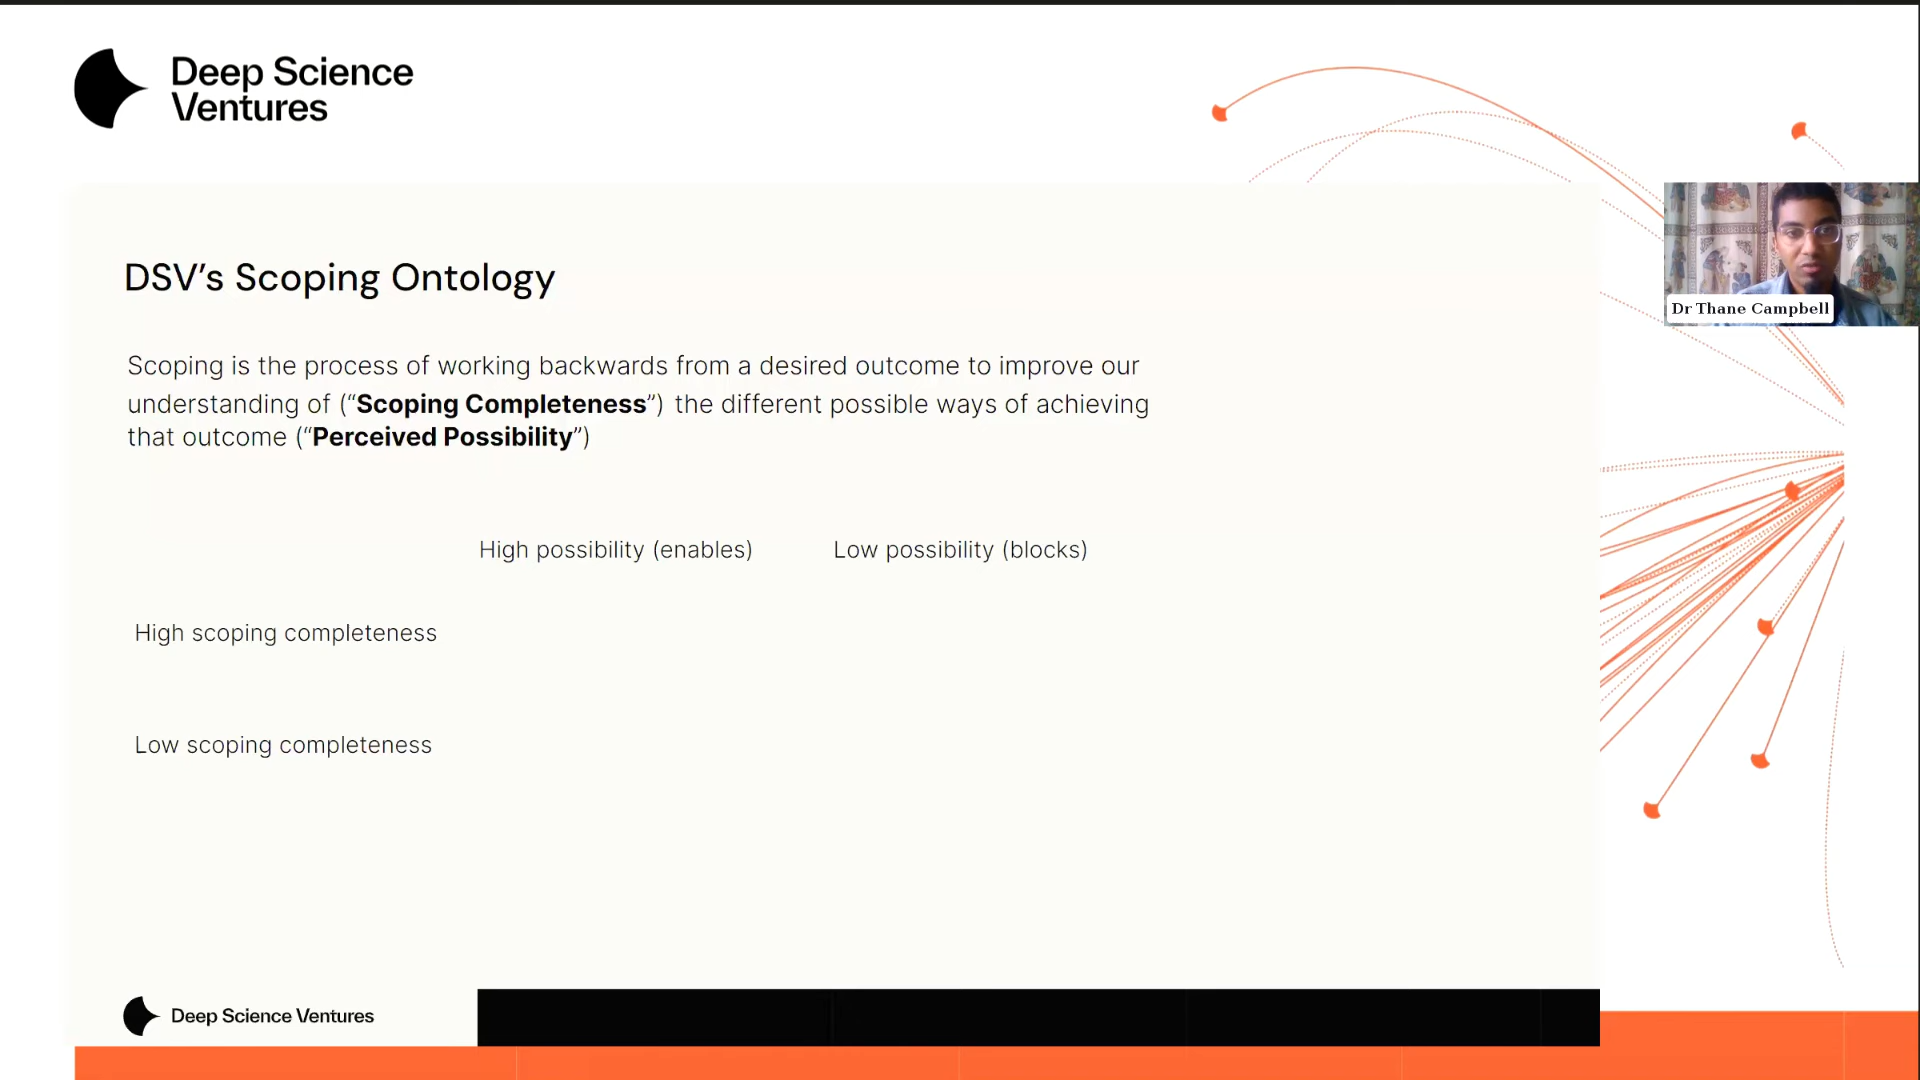 Deep Science
Ventures
DSV’s Scoping Ontology
Scoping is the process of working backwards from a desired outcome to improve our
understanding of (“Scoping Completeness”) the different possible ways of achieving
that outcome (“Perceived Possibility”)
High possibility (enables) Low possibility (blocks)
High scoping completeness
Low scoping completeness
Dr Thane Campbell
Deep Science Ventures